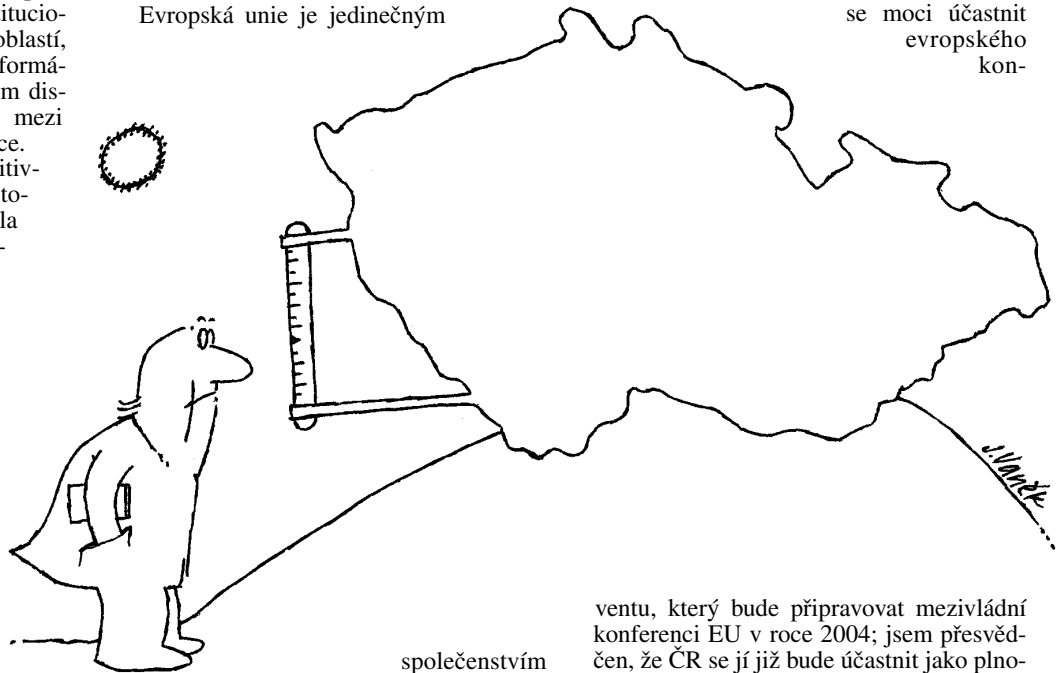 titucio-
oblastí,
formá-
m dis-
mezi
ce.
itiv-
to-
la
-
Evropská unie je jedinečným
společenstvím
se moci účastnit
evropského
kon-
ventu, který bude připravovat mezivládní
konferenci EU v roce 2004; jsem přesvěd-
čen, že ČR se jí již bude účastnit jako plno-
J. Vaněk